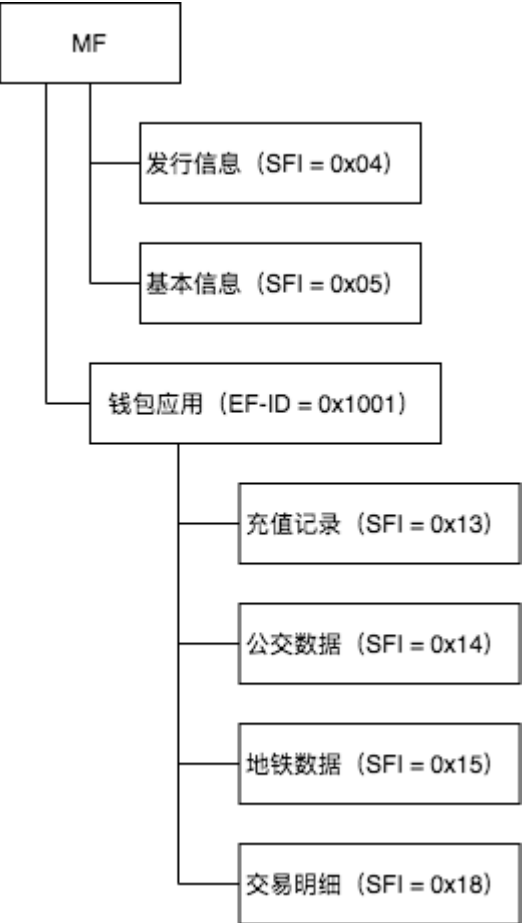 MF
发行信息（SFI = 0x04）
基本信息（SFI = 0x05）
钱包应用（EF-ID = 0x1001）
充值记录（SFI = 0x13）
公交数据（SFI = 0x14）
地铁数据（SFI = 0x15）
交易明细（SFI = 0x18）